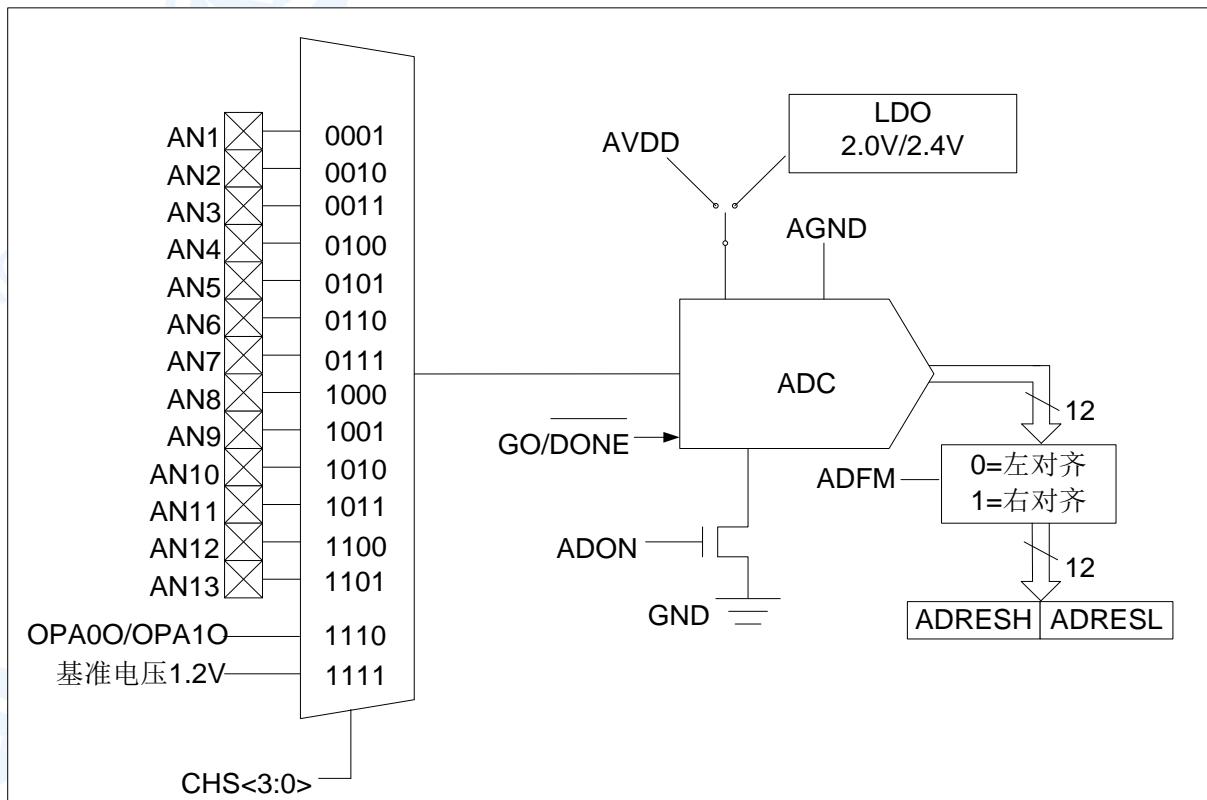 AN1 0001
AN2 0010
AN3 0011
AN4 0100
AN5 0101
AN6 0110
AN7 0111
AN8 1000
AN9 1001
AN10 1010
AN11 1011
AN12 1100
AN13 1101
OPA0O/OPA1O 1110
基准电压1.2V 1111
CHS<3:0>
AVDD
LDO
2.0V/2.4V
AGND
ADC
GO/DONE
ADON
GND
12
ADFM
0=左对齐
1=右对齐
12
ADRESH ADRESL